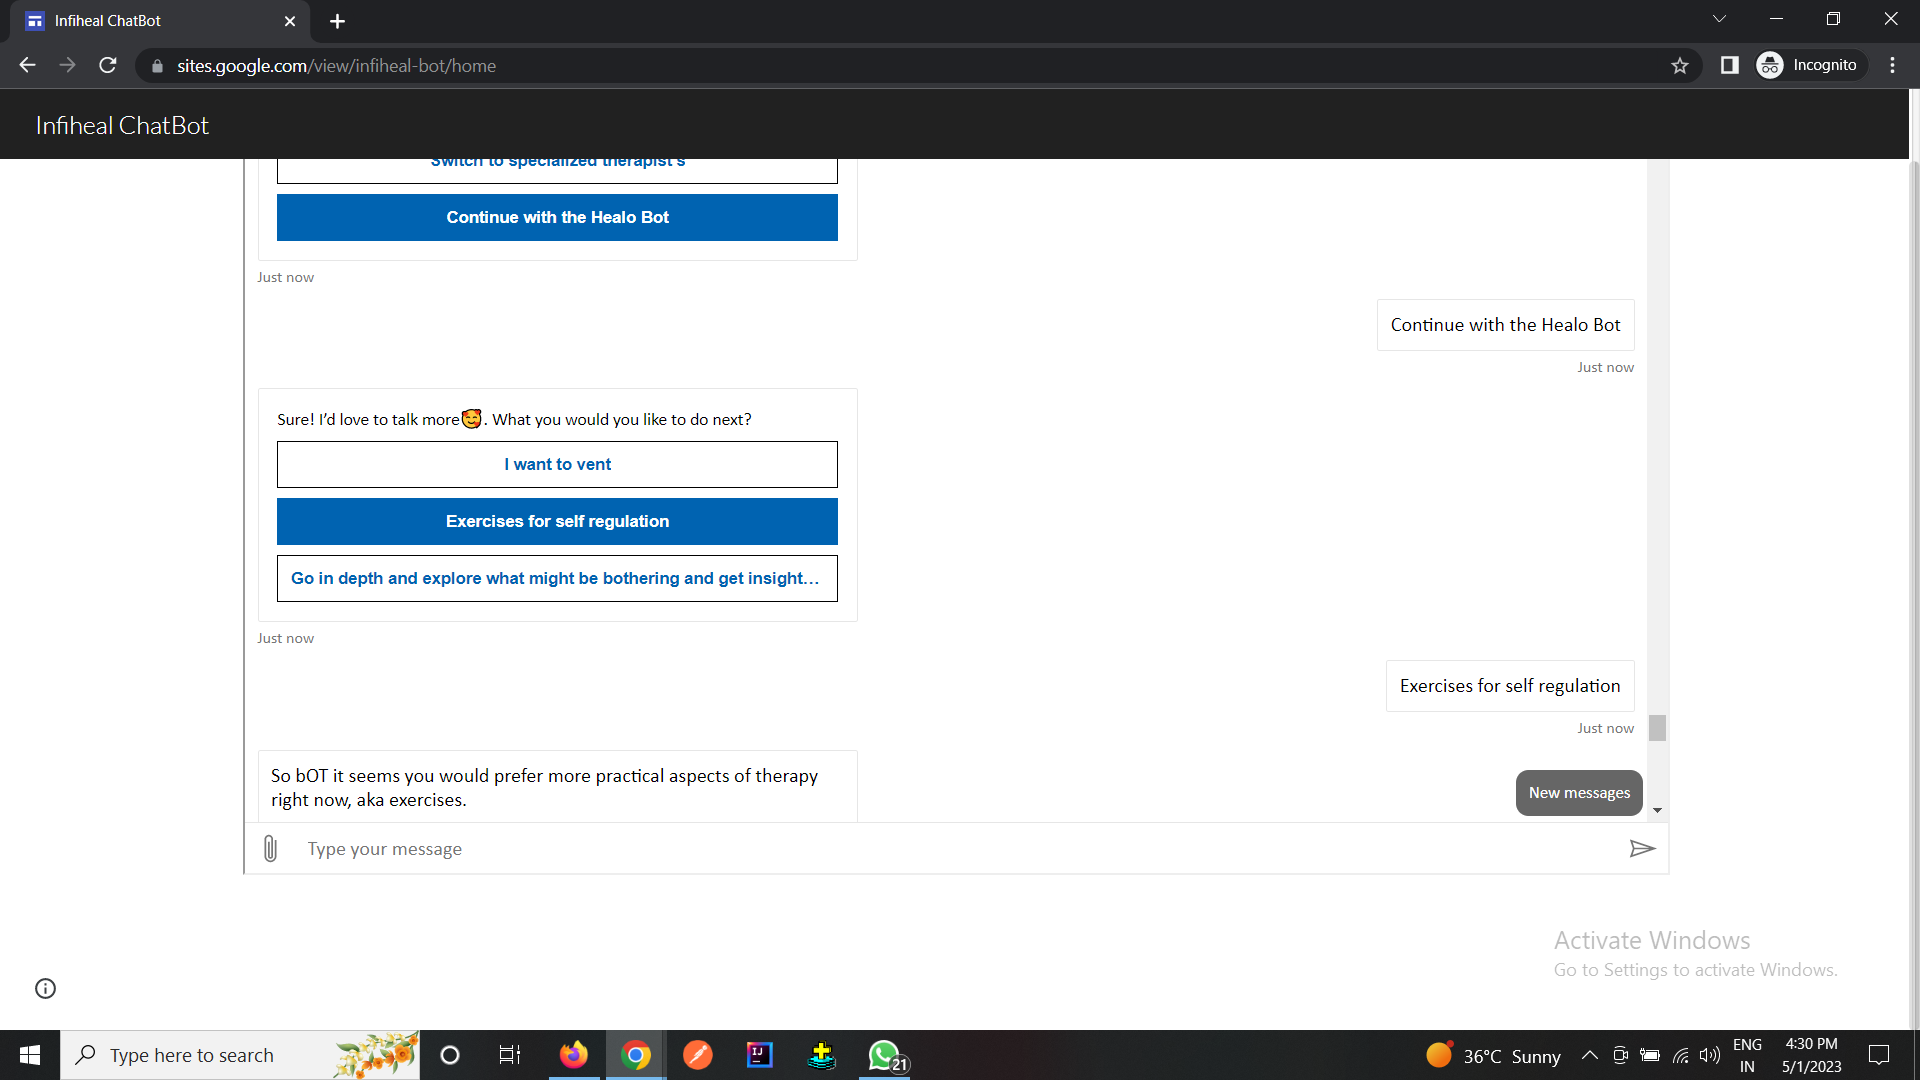 Infiheal ChatBot
sites.google.com/view/infiheal-bot/home
Incognito
Infiheal ChatBot
Switch to specialized therapist's
Continue with the Healo Bot
Just now
Continue with the Healo Bot
Just now
Sure! I'd love to talk more🥰. What you would you like to do next?
I want to vent
Exercises for self regulation
Go in depth and explore what might be bothering and get insight...
Just now
Exercises for self regulation
Just now
So bOT it seems you would prefer more practical aspects of therapy
right now, aka exercises.
New messages
Type your message
Activate Windows
Go to Settings to activate Windows.
Type here to search
IJ
21
36°C Sunny
ENG
IN
4:30 PM
5/1/2023